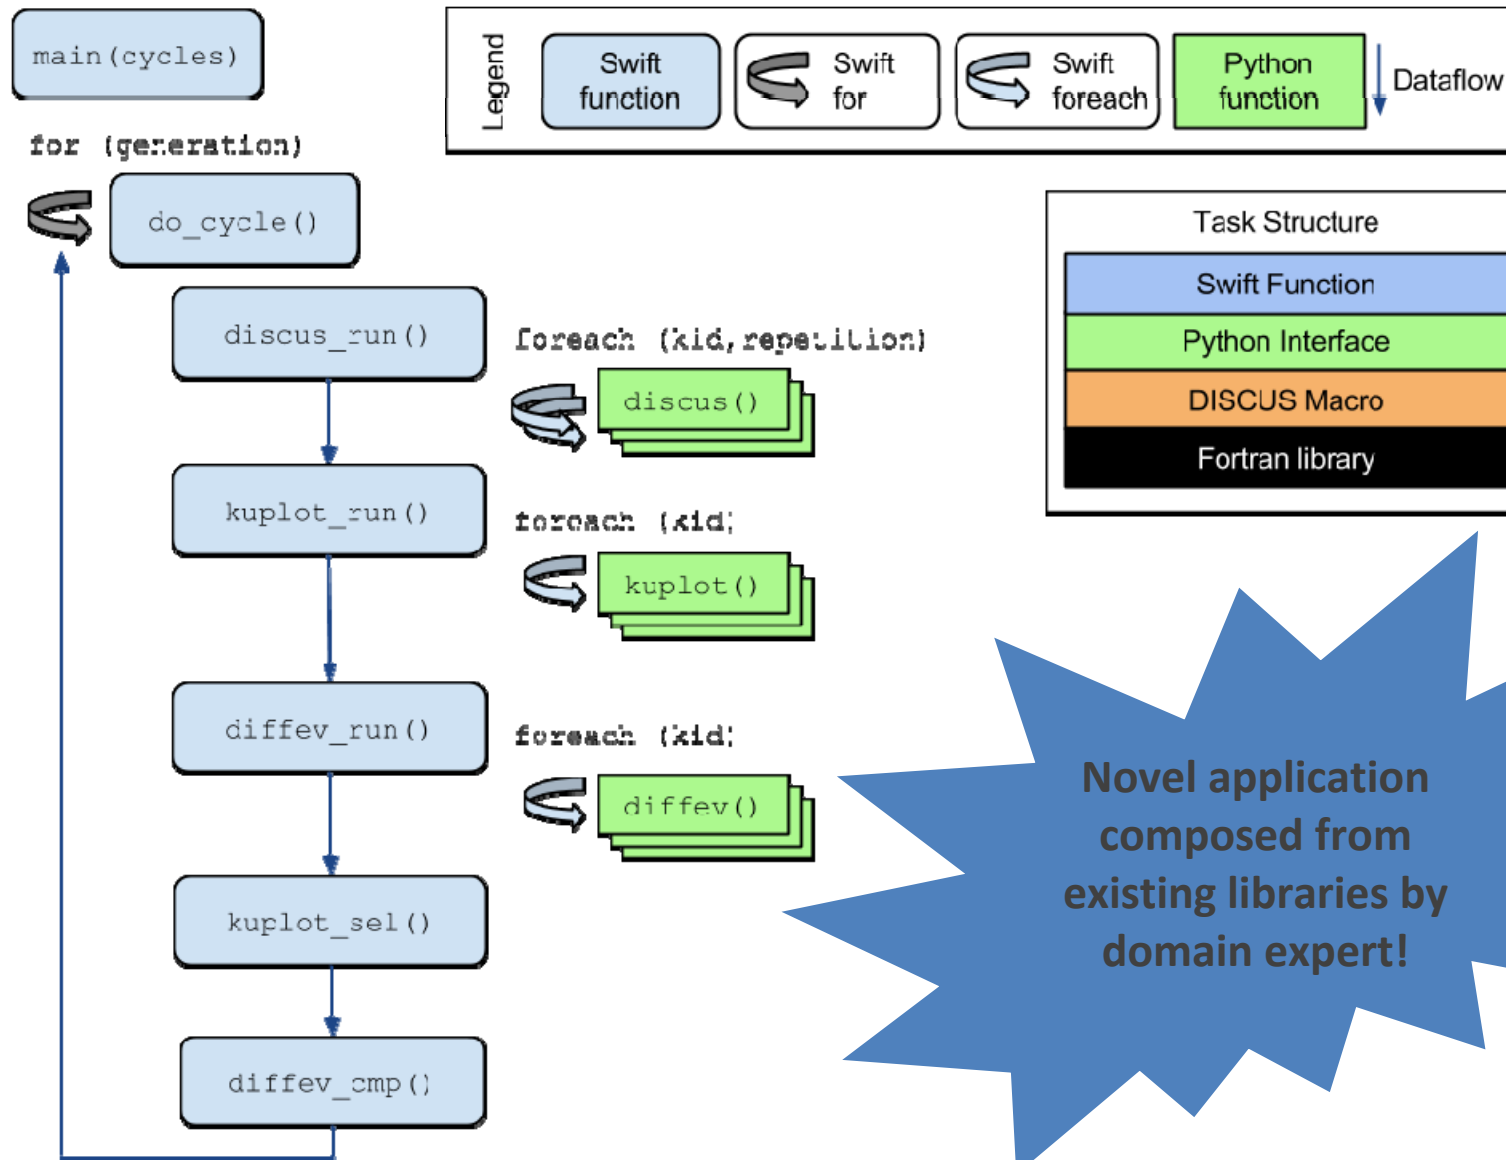 main(cycles)
Legend
Swift
function
Swift
for
Swift
foreach
Python
function
Dataflow
for (generation)
do_cycle()
Task Structure
Swift Function
Python Interface
DISCUS Macro
Fortran library
discus_run()
foreach (kid,repetition)
discus()
kuplot_run()
foreach (kid)
kuplot()
diffev_run()
foreach (kid)
diffev()
kuplot_sel()
diffev_cmp()
Novel application
composed from
existing libraries by
domain expert!